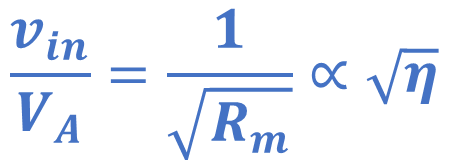 v_in / V_A = 1 / √R_m ∝ √η